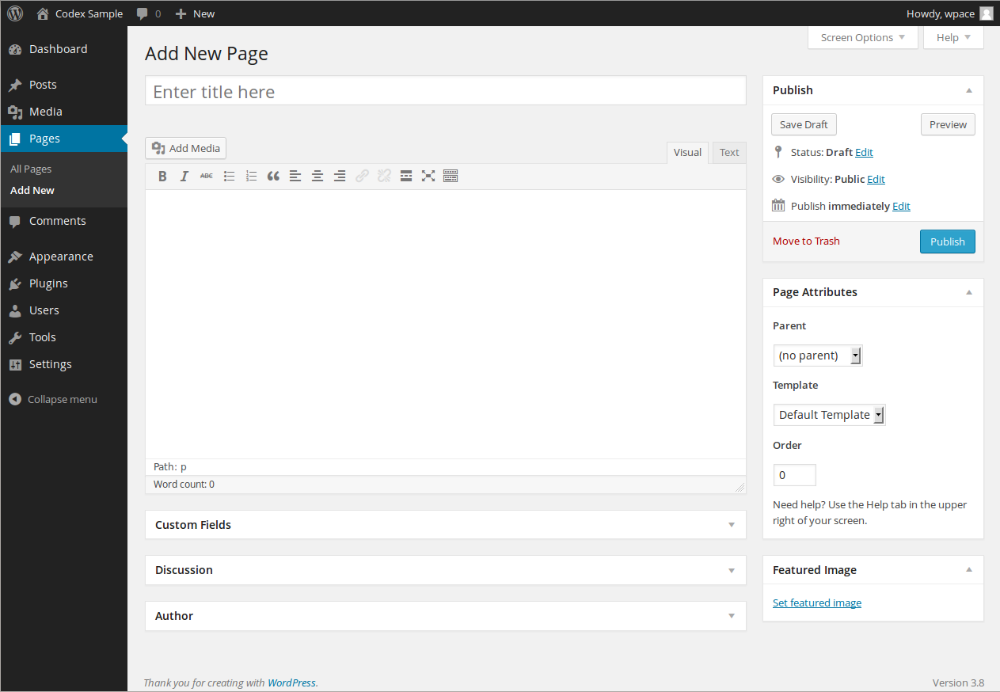 Codex Sample 0 New Howdy, wpace
Screen Options Help
Dashboard
Posts
Media
Pages
All Pages
Add New
Comments
Appearance
Plugins
Users
Tools
Settings
Collapse menu
Add New Page
Enter title here
Add Media
Visual Text
B I ABC
Path: p
Word count: 0
Custom Fields
Discussion
Author
Publish
Save Draft Preview
Status: Draft Edit
Visibility: Public Edit
Publish immediately Edit
Move to Trash Publish
Page Attributes
Parent
(no parent)
Template
Default Template
Order
0
Need help? Use the Help tab in the upper
right of your screen.
Featured Image
Set featured image
Thank you for creating with WordPress. Version 3.8